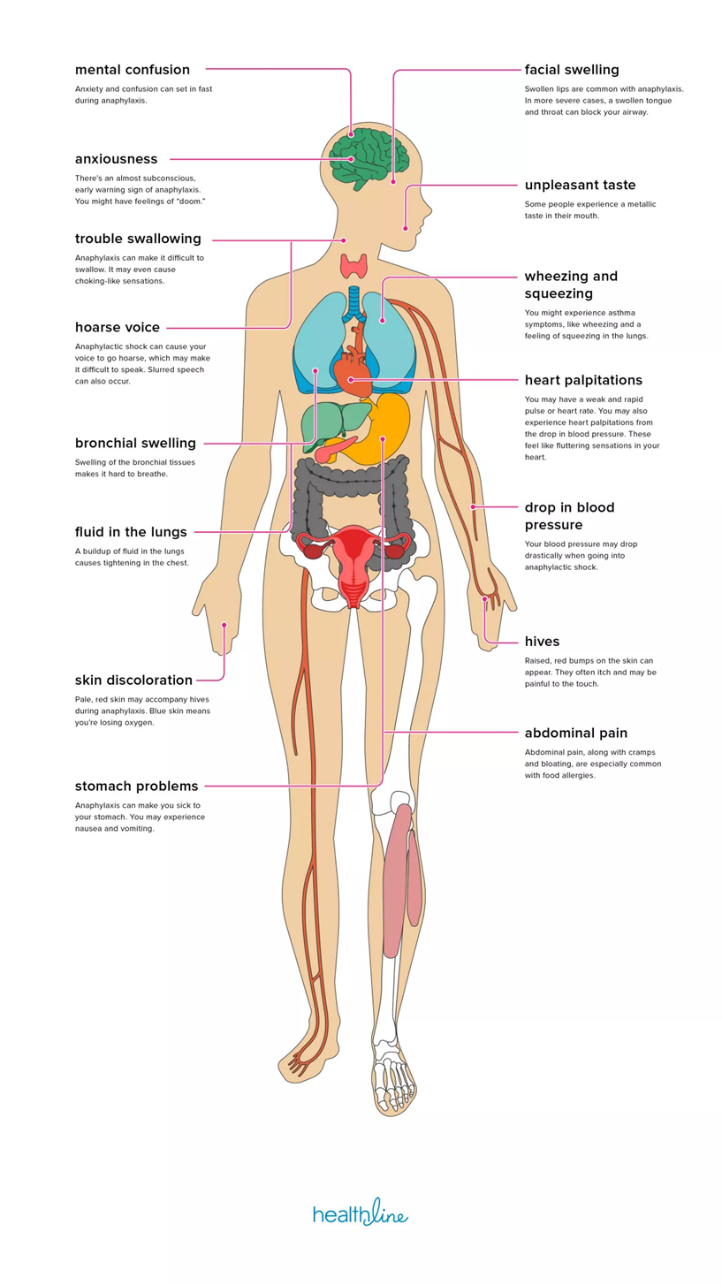 mental confusion
Anxiety and confusion can set in fast
during anaphylaxis.
anxiousness
There's an almost subconscious,
early warning sign of anaphylaxis.
You might have feelings of “doom.”
trouble swallowing
Anaphylaxis can make it difficult to
swallow. It may even cause
choking-like sensations.
hoarse voice
Anaphylactic shock can cause your
voice to go hoarse, which may make
it difficult to speak. Slurred speech
can also occur.
bronchial swelling
Swelling of the bronchial tissues
makes it hard to breathe.
fluid in the lungs
A buildup of fluid in the lungs
causes tightening in the chest.
skin discoloration
Pale, red skin may accompany hives
during anaphylaxis. Blue skin means
you're losing oxygen.
stomach problems
Anaphylaxis can make you sick to
your stomach. You may experience
nausea and vomiting.
facial swelling
Swollen lips are common with anaphylaxis.
In more severe cases, a swollen tongue
and throat can block your airway.
unpleasant taste
Some people experience a metallic
taste in their mouth.
wheezing and
squeezing
You might experience asthma
symptoms, like wheezing and a
feeling of squeezing in the lungs.
heart palpitations
You may have a weak and rapid
pulse or heart rate. You may also
experience heart palpitations from
the drop in blood pressure. These
feel like fluttering sensations in your
heart.
drop in blood
pressure
Your blood pressure may drop
drastically when going into
anaphylactic shock.
hives
Raised, red bumps on the skin can
appear. They often itch and may be
painful to the touch.
abdominal pain
Abdominal pain, along with cramps
and bloating, are especially common
with food allergies.
healthline